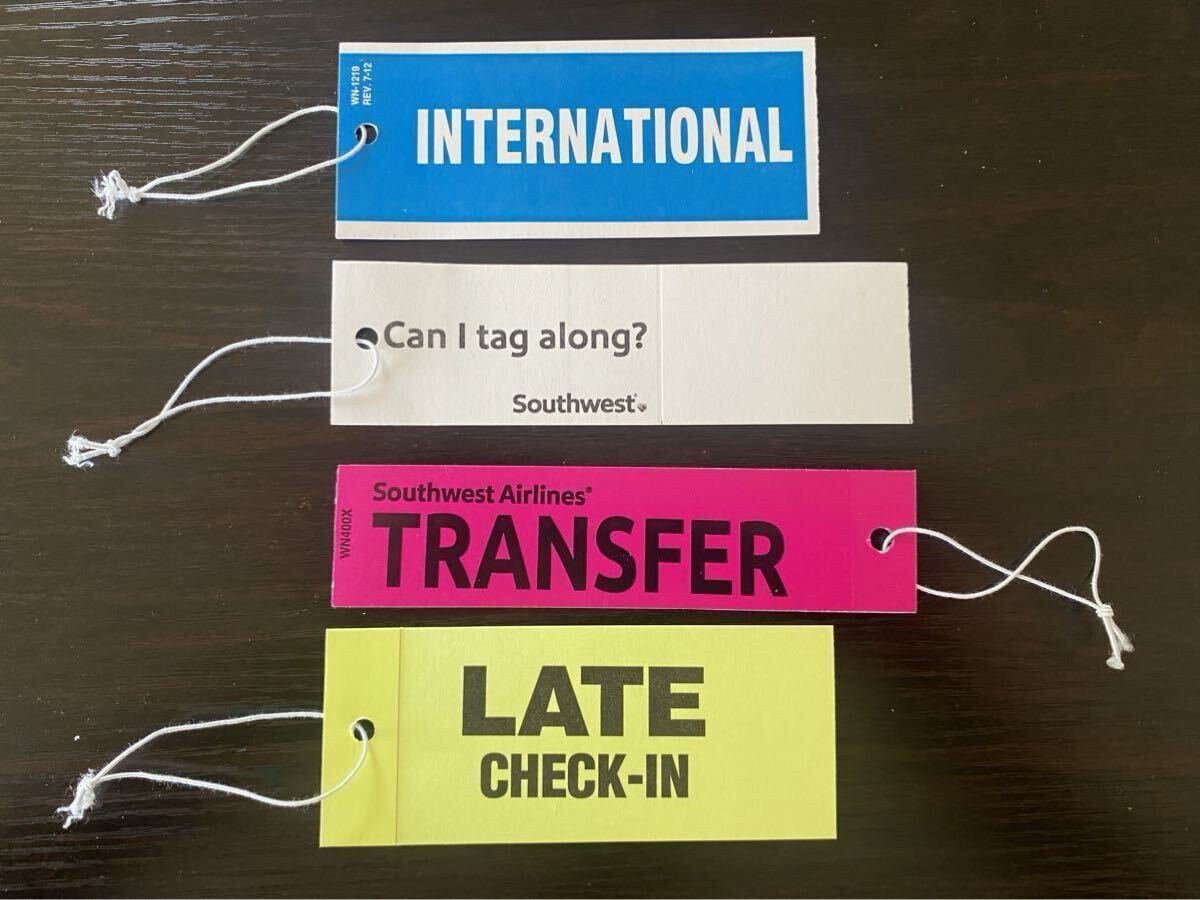 WN-1219
REV. 7-12
INTERNATIONAL
Can I tag along?
Southwest
Southwest Airlines®
WN400X
TRANSFER
LATE
CHECK-IN